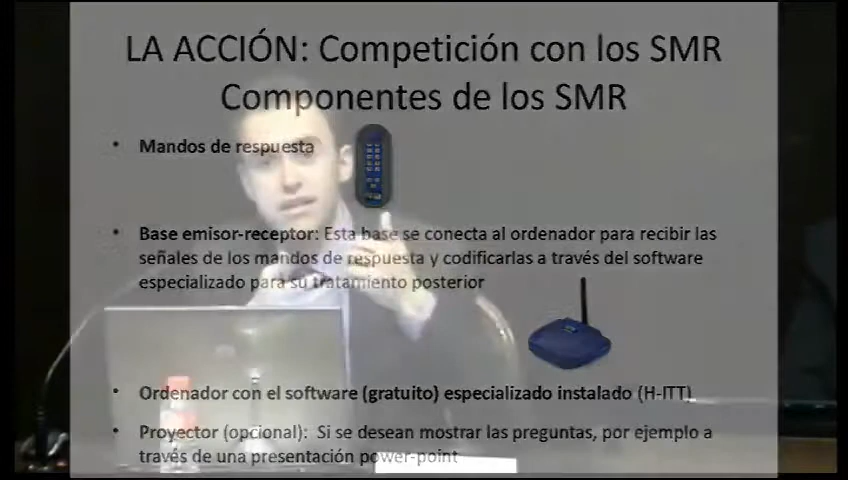 LA ACCIÓN: Competición con los SMR
Componentes de los SMR
• Mandos de respuesta
• Base emisor-receptor: Esta base se conecta al ordenador para recibir las
señales de los mandos de respuesta y codificarlas a través del software
especializado para su tratamiento posterior
• Ordenador con el software (gratuito) especializado instalado (H-ITT).
• Proyector (opcional): Si se desean mostrar las preguntas, por ejemplo a
través de una presentación power-point